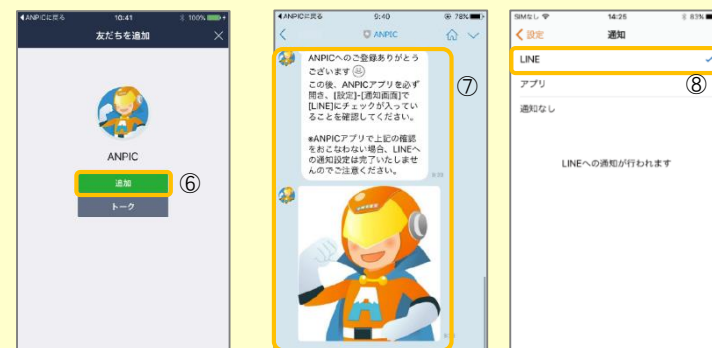 ◀ANPICに戻る 10:41 100%
友だちを追加 ×
ANPIC
追加
⑥
トーク
◀ANPICに戻る 9:40 78%
ANPIC
ANPICへのご登録ありがとう
ございます
この後、ANPICアプリを必ず
開き、[設定]-[通知画面]で
[LINE]にチェックが入ってい
ることを確認してください。
※ANPICアプリで上記の確認
をおこなわない場合、LINEへ
の通知設定は完了いたしませ
んのでご注意ください。
⑦
SIMなし 14:25 83%
設定 通知
LINE
⑧
アプリ
通知なし
LINEへの通知が行われます